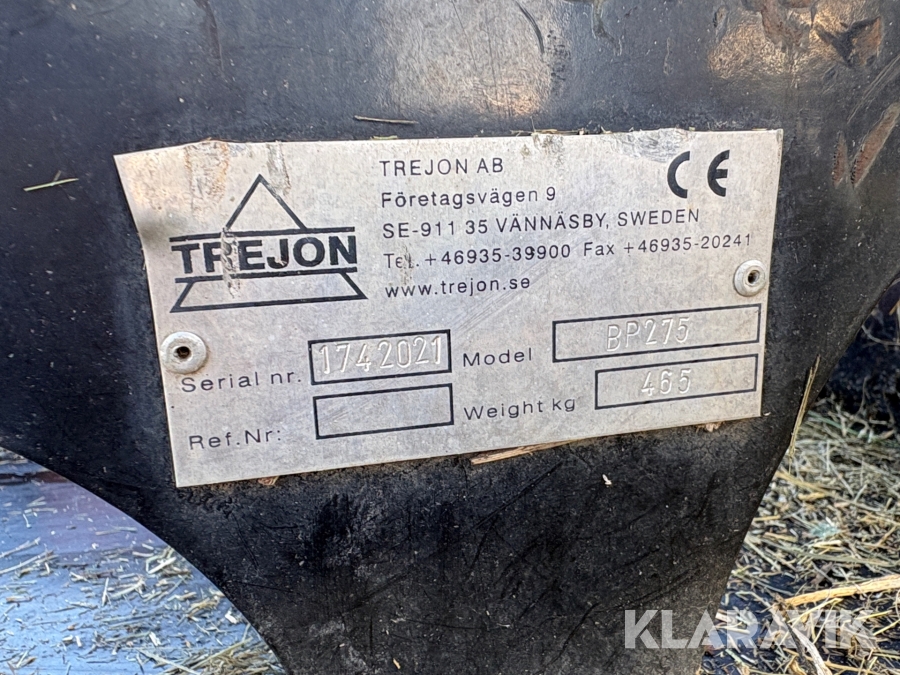 TREJON
TREJON AB
Företagsvägen 9
SE-911 35 VÄNNÄSBY, SWEDEN
Tel. +46935-39900 Fax +46935-20241
www.trejon.se
CE
Serial nr. 1742021 Model BP275
Ref.Nr: Weight kg 465
KLARAVIK